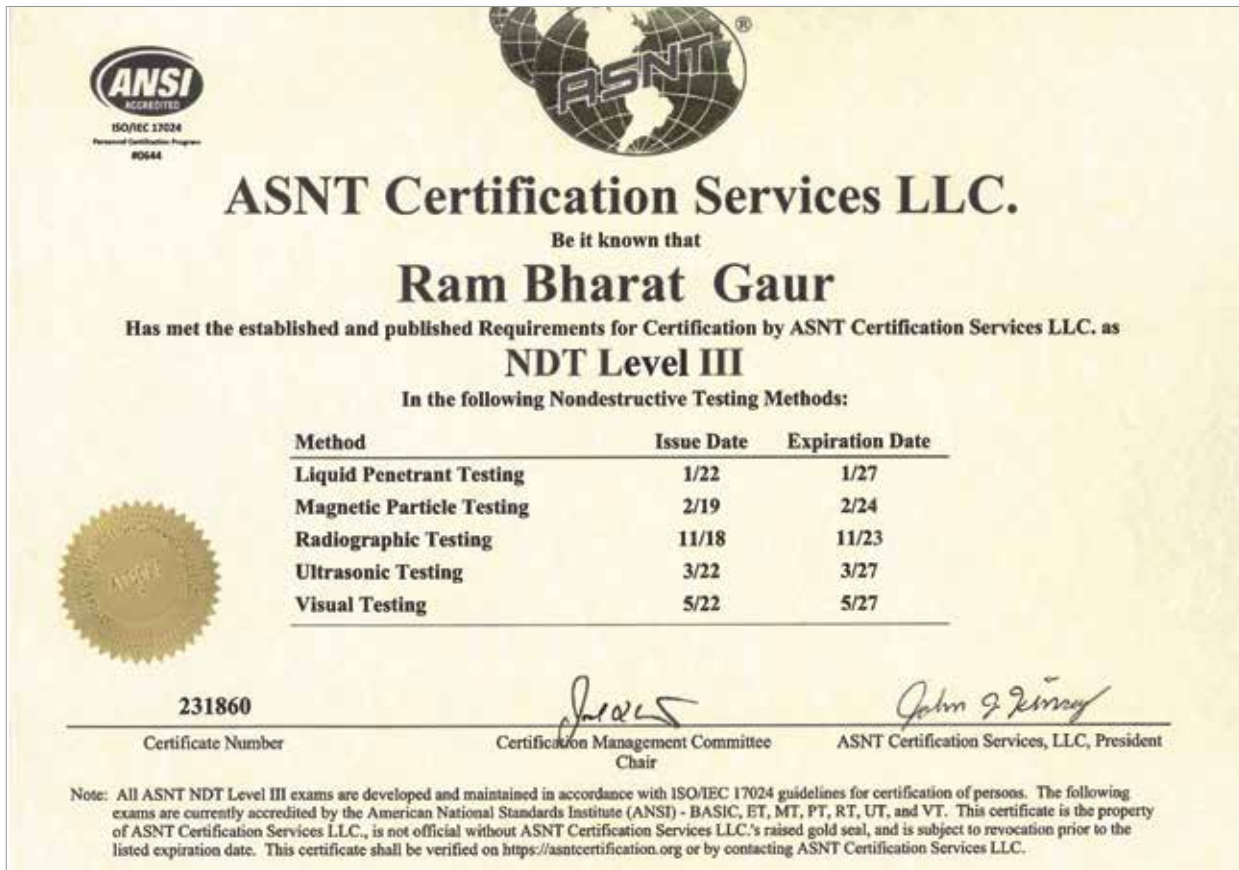 ANSI
ACCREDITED
ISO/IEC 17024
Personnel Certification Program
#0644
ASNT
®
ASNT Certification Services LLC.
Be it known that
Ram Bharat Gaur
Has met the established and published Requirements for Certification by ASNT Certification Services LLC. as
NDT Level III
In the following Nondestructive Testing Methods:
Method Issue Date Expiration Date
Liquid Penetrant Testing 1/22 1/27
Magnetic Particle Testing 2/19 2/24
Radiographic Testing 11/18 11/23
Ultrasonic Testing 3/22 3/27
Visual Testing 5/22 5/27
231860
Certificate Number
Certification Management Committee
Chair
ASNT Certification Services, LLC, President
Note: All ASNT NDT Level III exams are developed and maintained in accordance with ISO/IEC 17024 guidelines for certification of persons. The following
exams are currently accredited by the American National Standards Institute (ANSI) - BASIC, ET, MT, PT, RT, UT, and VT. This certificate is the property
of ASNT Certification Services LLC., is not official without ASNT Certification Services LLC.'s raised gold seal, and is subject to revocation prior to the
listed expiration date. This certificate shall be verified on https://asntcertification.org or by contacting ASNT Certification Services LLC.